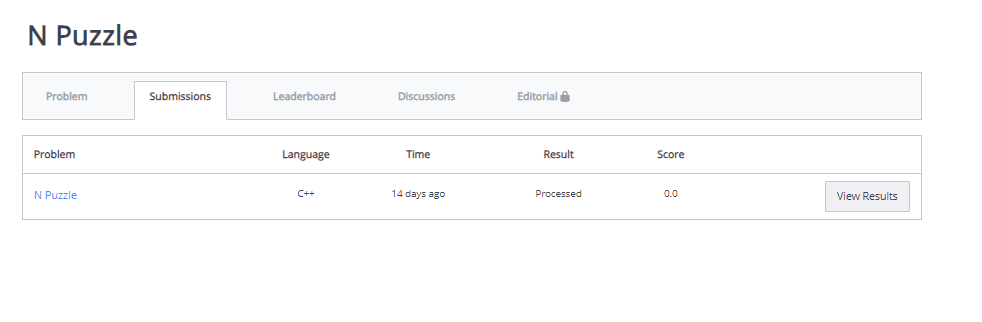 N Puzzle
Problem Submissions Leaderboard Discussions Editorial
Problem Language Time Result Score
N Puzzle C++ 14 days ago Processed 0.0 View Results